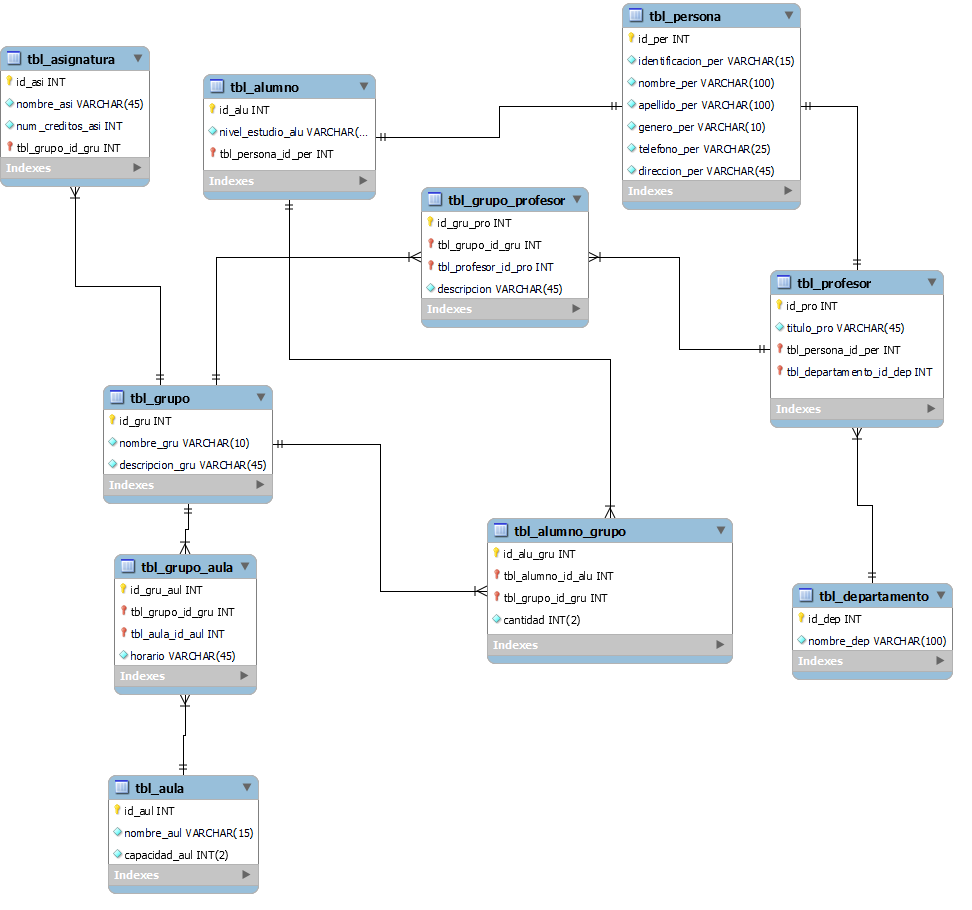 tbl_persona
id_per INT
identificacion_per VARCHAR(15)
nombre_per VARCHAR(100)
apellido_per VARCHAR(100)
genero_per VARCHAR(10)
telefono_per VARCHAR(25)
direccion_per VARCHAR(45)
Indexes
tbl_asignatura
id_asi INT
nombre_asi VARCHAR(45)
num_creditos_asi INT
tbl_grupo_id_gru INT
Indexes
tbl_alumno
id_alu INT
nivel_estudio_alu VARCHAR(...
tbl_persona_id_per INT
Indexes
tbl_grupo_profesor
id_gru_pro INT
tbl_grupo_id_gru INT
tbl_profesor_id_pro INT
descripcion VARCHAR(45)
Indexes
tbl_profesor
id_pro INT
titulo_pro VARCHAR(45)
tbl_persona_id_per INT
tbl_departamento_id_dep INT
Indexes
tbl_grupo
id_gru INT
nombre_gru VARCHAR(10)
descripcion_gru VARCHAR(45)
Indexes
tbl_alumno_grupo
id_alu_gru INT
tbl_alumno_id_alu INT
tbl_grupo_id_gru INT
cantidad INT(2)
Indexes
tbl_grupo_aula
id_gru_aul INT
tbl_grupo_id_gru INT
tbl_aula_id_aul INT
horario VARCHAR(45)
Indexes
tbl_departamento
id_dep INT
nombre_dep VARCHAR(100)
Indexes
tbl_aula
id_aul INT
nombre_aul VARCHAR(15)
capacidad_aul INT(2)
Indexes